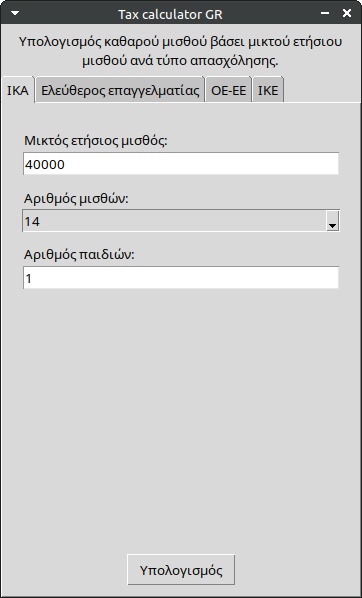 Tax calculator GR
Υπολογισμός καθαρού μισθού βάσει μικτού ετήσιου
μισθού ανά τύπο απασχόλησης.
ΙΚΑ Ελεύθερος επαγγελματίας ΟΕ-ΕΕ ΙΚΕ
Μικτός ετήσιος μισθός:
40000
Αριθμός μισθών:
14
Αριθμός παιδιών:
1
Υπολογισμός